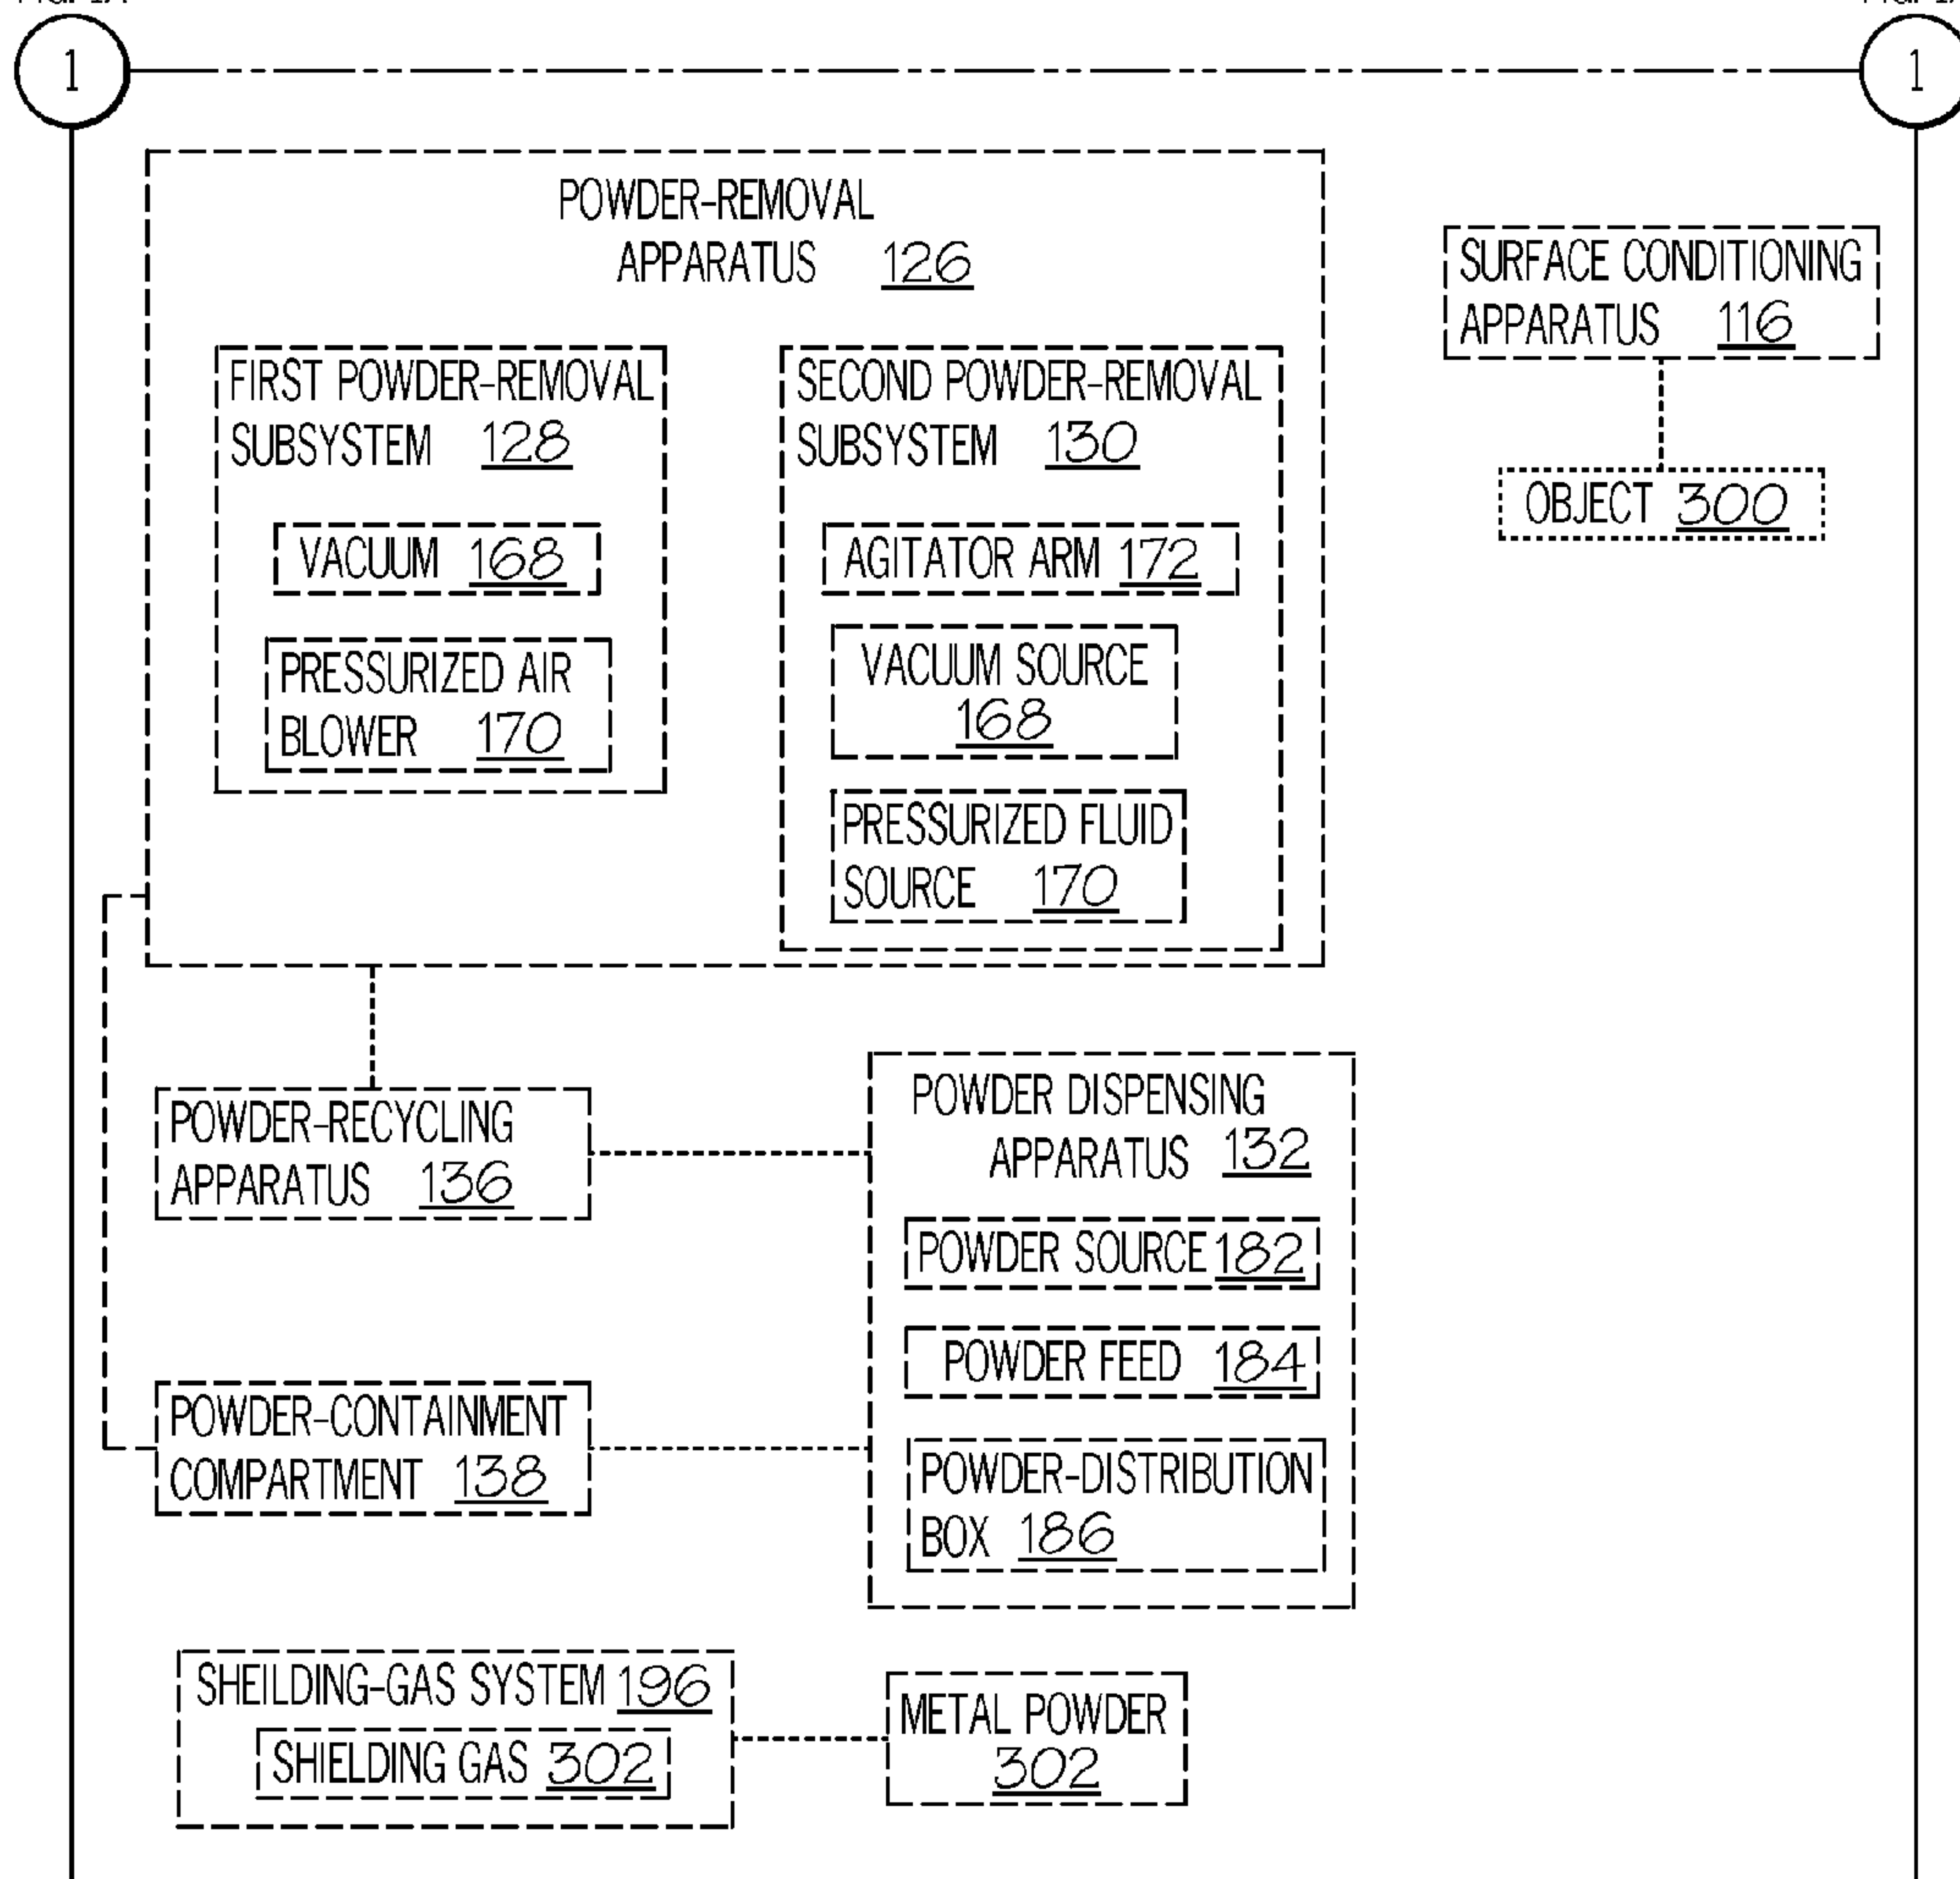 1
1
POWDER-REMOVAL
APPARATUS 126
FIRST POWDER-REMOVAL
SUBSYSTEM 128
VACUUM 168
PRESSURIZED AIR
BLOWER 170
SECOND POWDER-REMOVAL
SUBSYSTEM 130
AGITATOR ARM 172
VACUUM SOURCE
168
PRESSURIZED FLUID
SOURCE 170
SURFACE CONDITIONING
APPARATUS 116
OBJECT 300
POWDER-RECYCLING
APPARATUS 136
POWDER-CONTAINMENT
COMPARTMENT 138
POWDER DISPENSING
APPARATUS 132
POWDER SOURCE 182
POWDER FEED 184
POWDER-DISTRIBUTION
BOX 186
SHEILDING-GAS SYSTEM 196
SHIELDING GAS 302
METAL POWDER
302